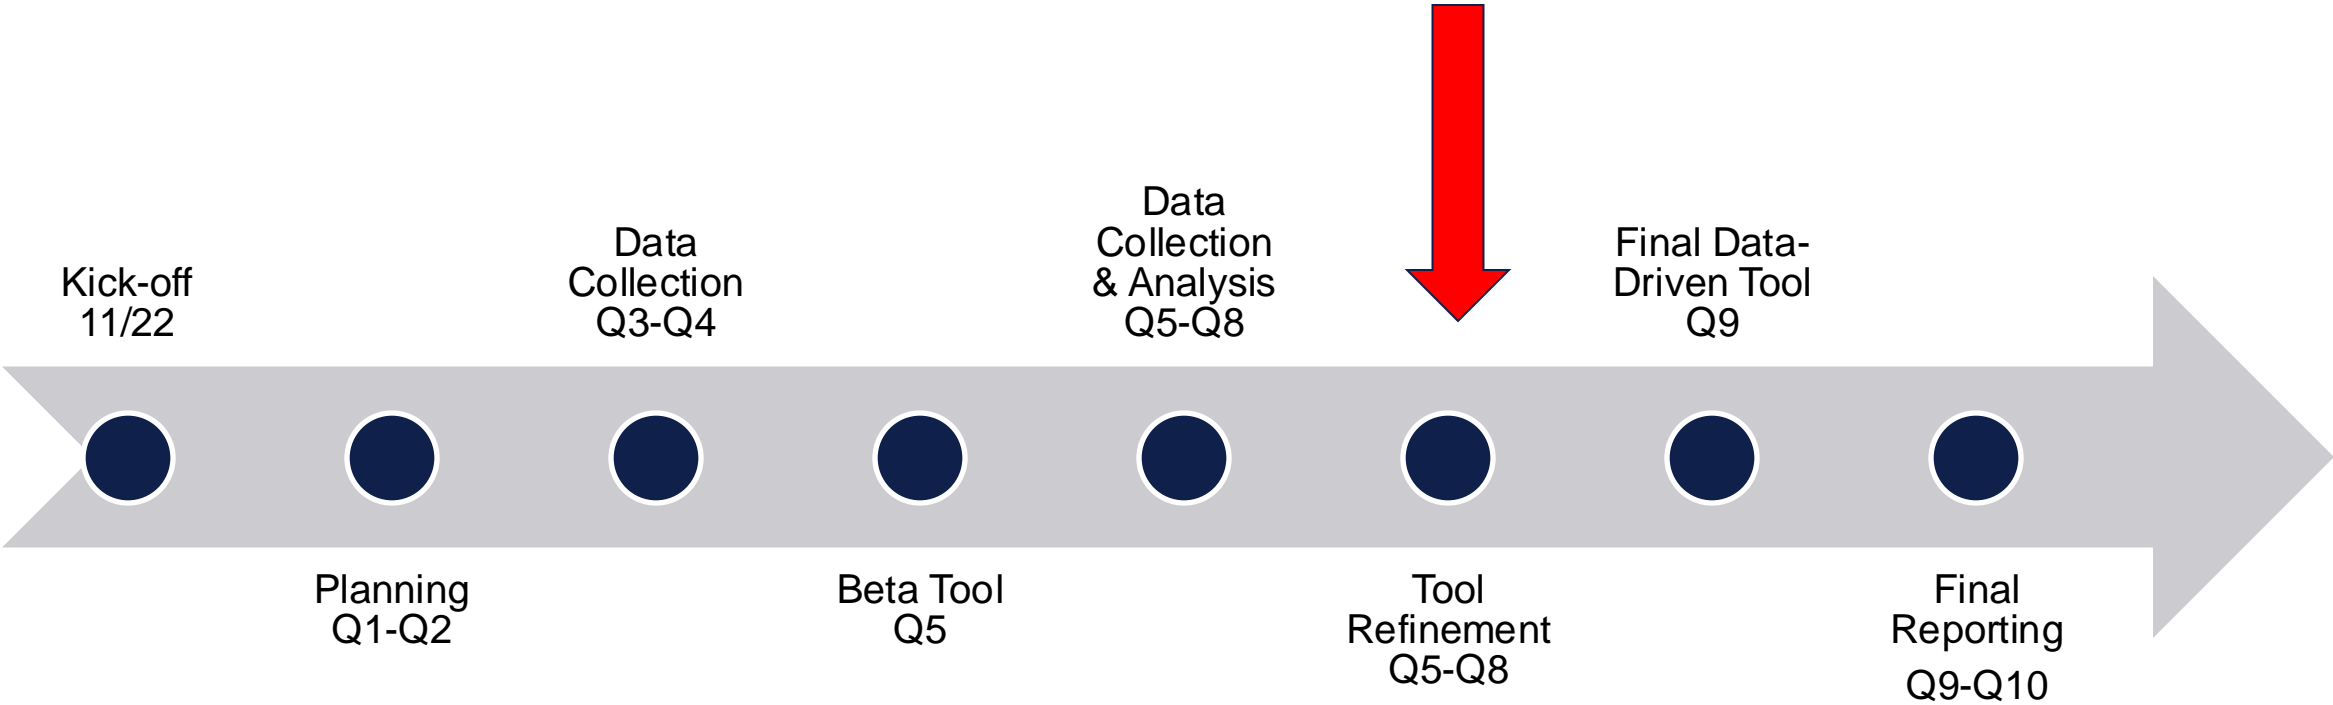 Kick-off
11/22
Planning
Q1-Q2
Data
Collection
Q3-Q4
Beta Tool
Q5
Data
Collection
& Analysis
Q5-Q8
Tool
Refinement
Q5-Q8
Final Data-
Driven Tool
Q9
Final
Reporting
Q9-Q10